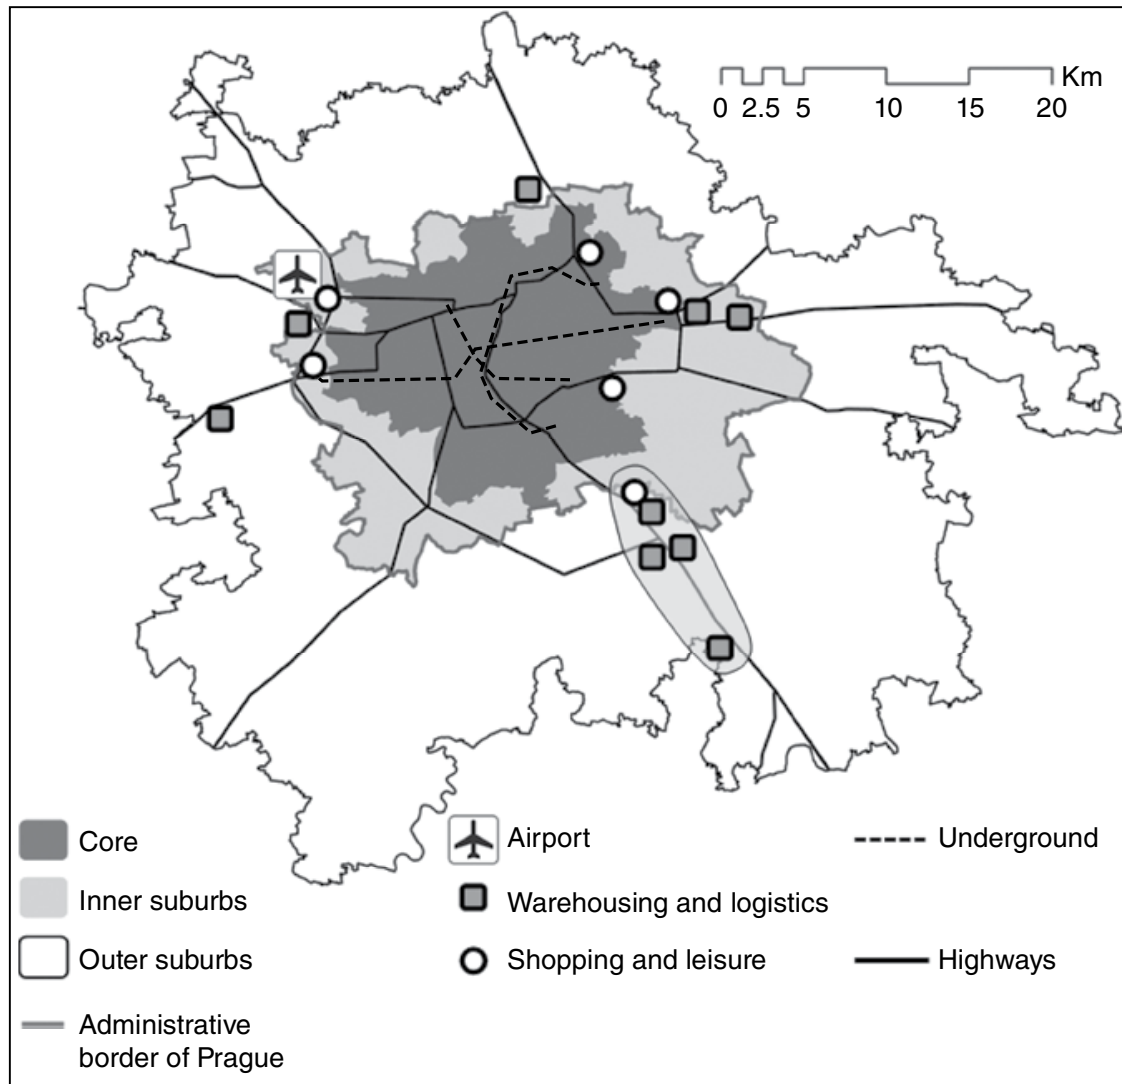 Km
0 2.5 5 10 15 20
Core
Inner suburbs
Outer suburbs
Administrative
border of Prague
Airport
Warehousing and logistics
Shopping and leisure
Underground
Highways